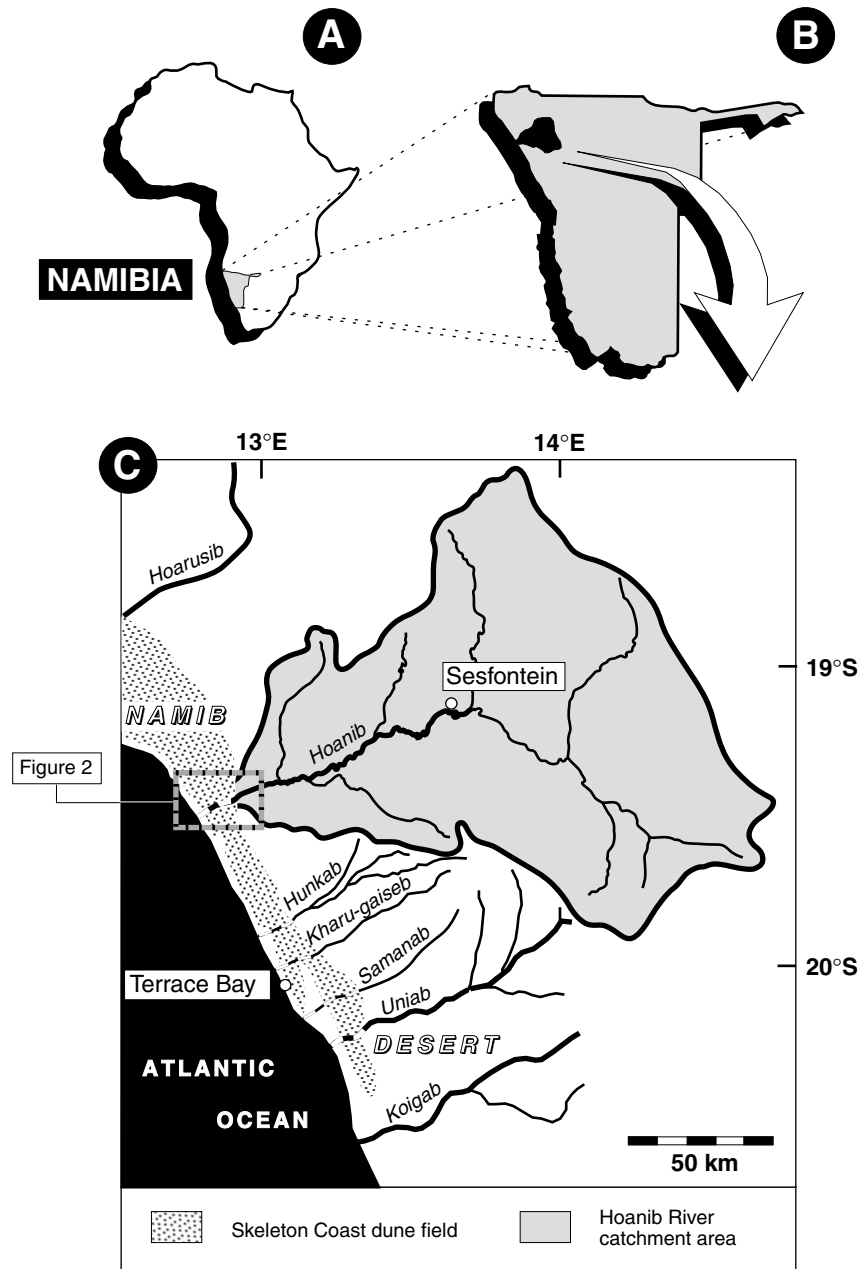 A
B
NAMIBIA
C
13°E
14°E
Hoarusib
19°S
Sesfontein
NAMIB
Hoanib
Figure 2
Hunkab
Kharu-gaiseb
Samanab
20°S
Terrace Bay
Uniab
DESERT
ATLANTIC
OCEAN
Koigab
50 km
Skeleton Coast dune field
Hoanib River
catchment area